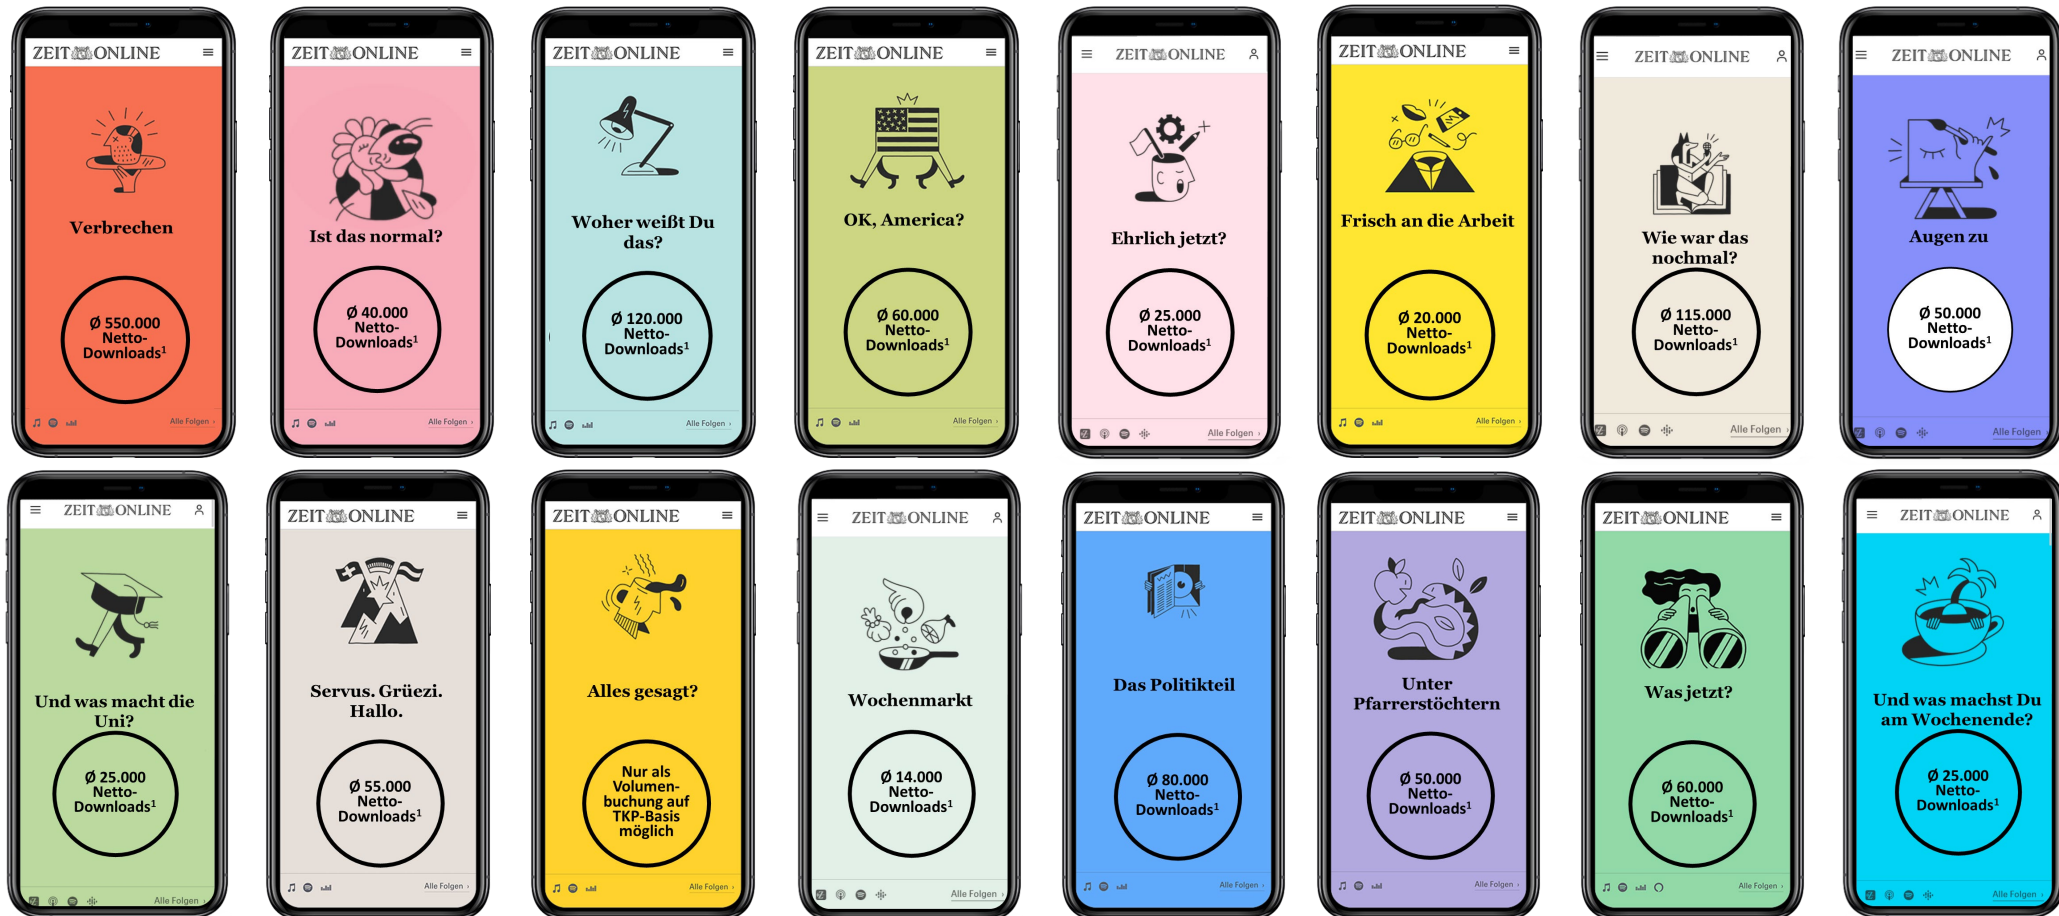 ZEIT ONLINE
Verbrechen
Ø 550.000
Netto-
Downloads¹
Alle Folgen ›
ZEIT ONLINE
Ist das normal?
Ø 40.000
Netto-
Downloads¹
Alle Folgen ›
ZEIT ONLINE
Woher weißt Du
das?
Ø 120.000
Netto-
Downloads¹
Alle Folgen ›
ZEIT ONLINE
OK, America?
Ø 60.000
Netto-
Downloads¹
Alle Folgen ›
ZEIT ONLINE
Ehrlich jetzt?
Ø 25.000
Netto-
Downloads¹
Alle Folgen ›
ZEIT ONLINE
Frisch an die Arbeit
Ø 20.000
Netto-
Downloads¹
Alle Folgen ›
ZEIT ONLINE
Wie war das
nochmal?
Ø 115.000
Netto-
Downloads¹
Alle Folgen ›
ZEIT ONLINE
Augen zu
Ø 50.000
Netto-
Downloads¹
Alle Folgen ›
ZEIT ONLINE
Und was macht die
Uni?
Ø 25.000
Netto-
Downloads¹
Alle Folgen ›
ZEIT ONLINE
Servus. Grüezi.
Hallo.
Ø 55.000
Netto-
Downloads¹
Alle Folgen ›
ZEIT ONLINE
Alles gesagt?
Nur als
Volumen-
buchung auf
TKP-Basis
möglich
Alle Folgen ›
ZEIT ONLINE
Wochenmarkt
Ø 14.000
Netto-
Downloads¹
Alle Folgen ›
ZEIT ONLINE
Das Politikteil
Ø 80.000
Netto-
Downloads¹
Alle Folgen ›
ZEIT ONLINE
Unter
Pfarrerstöchtern
Ø 50.000
Netto-
Downloads¹
Alle Folgen ›
ZEIT ONLINE
Was jetzt?
Ø 60.000
Netto-
Downloads¹
Alle Folgen ›
ZEIT ONLINE
Und was machst Du
am Wochenende?
Ø 25.000
Netto-
Downloads¹
Alle Folgen ›